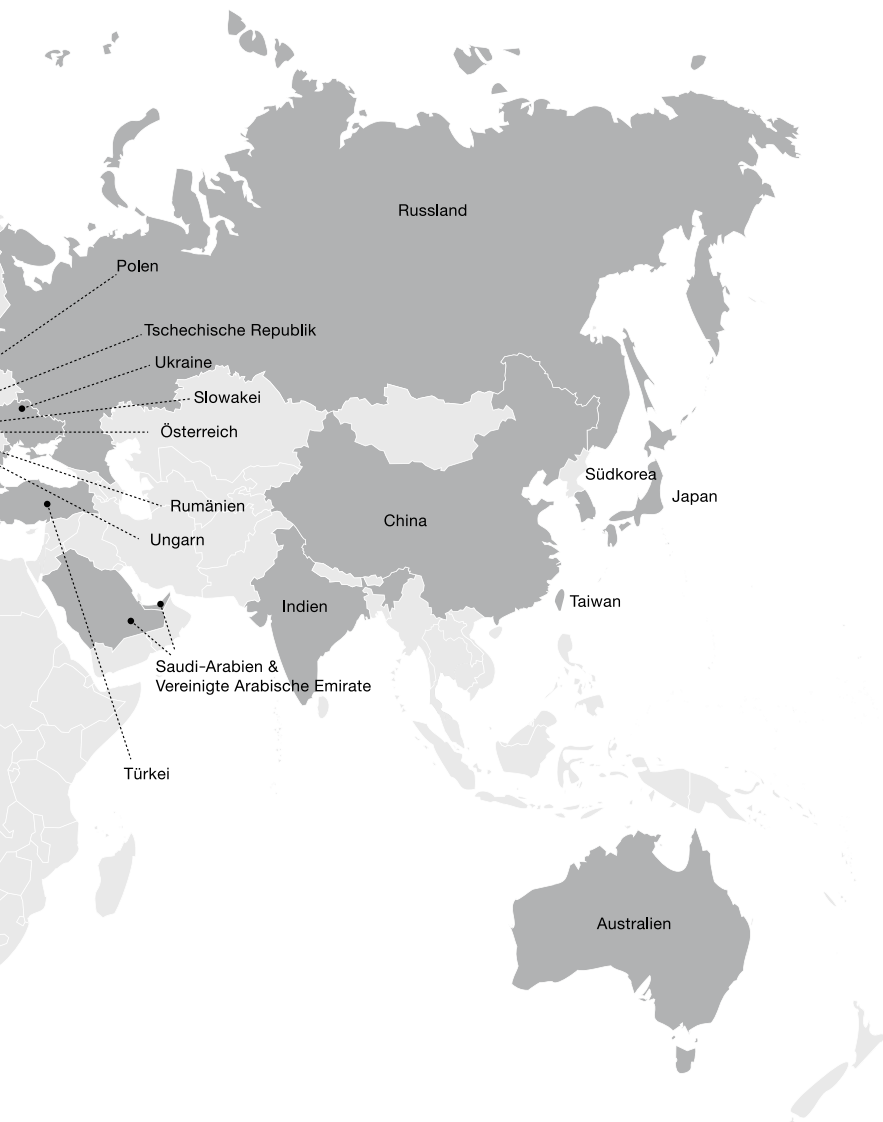 Russland
Polen
Tschechische Republik
Ukraine
Slowakei
Österreich
Südkorea
Japan
Rumänien
China
Ungarn
Taiwan
Indien
Saudi-Arabien &
Vereinigte Arabische Emirate
Türkei
Australien